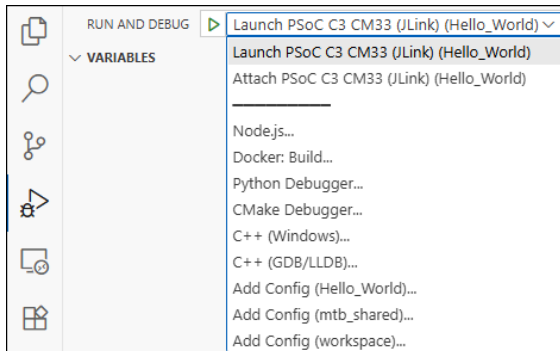 RUN AND DEBUG
Launch PSoC C3 CM33 (JLink) (Hello_World)
VARIABLES
Launch PSoC C3 CM33 (JLink) (Hello_World)
Attach PSoC C3 CM33 (JLink) (Hello_World)
Node.js...
Docker: Build...
Python Debugger...
CMake Debugger...
C++ (Windows)...
C++ (GDB/LLDB)...
Add Config (Hello_World)...
Add Config (mtb_shared)...
Add Config (workspace)...